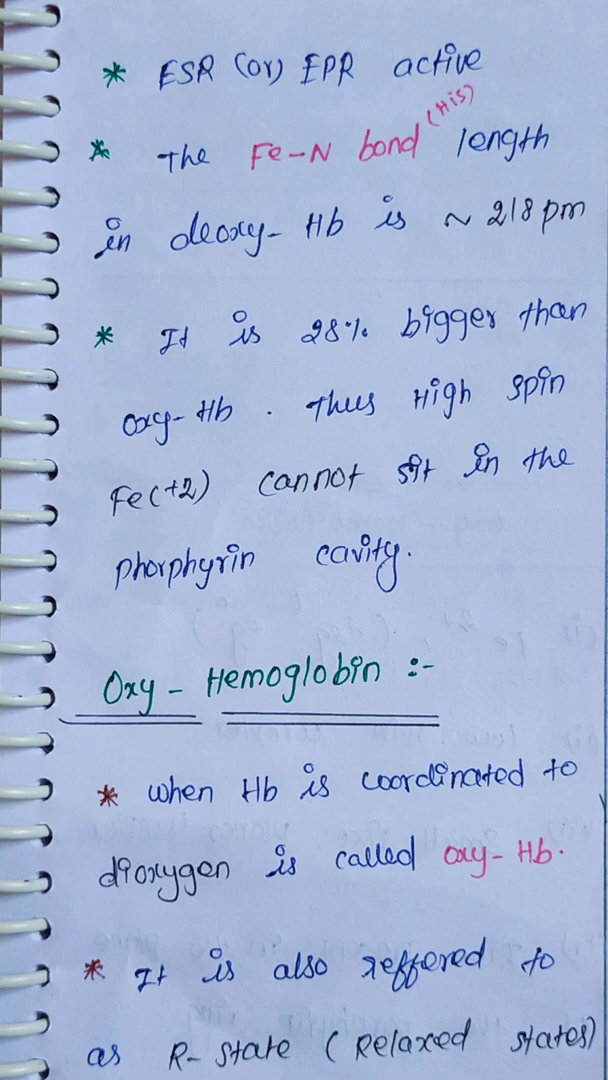 * ESR (or) EPR active
* The Fe-N bond (His) length
in deoxy-Hb is ~ 218 pm
* It is 28% bigger than
oxy-Hb. Thus High spin
Fe(+2) cannot sit in the
phorphyrin cavity.
Oxy-Hemoglobin :-
* when Hb is coordinated to
dioxygen is called oxy-Hb.
* It is also reffered to
as R-state (Relaxed states)